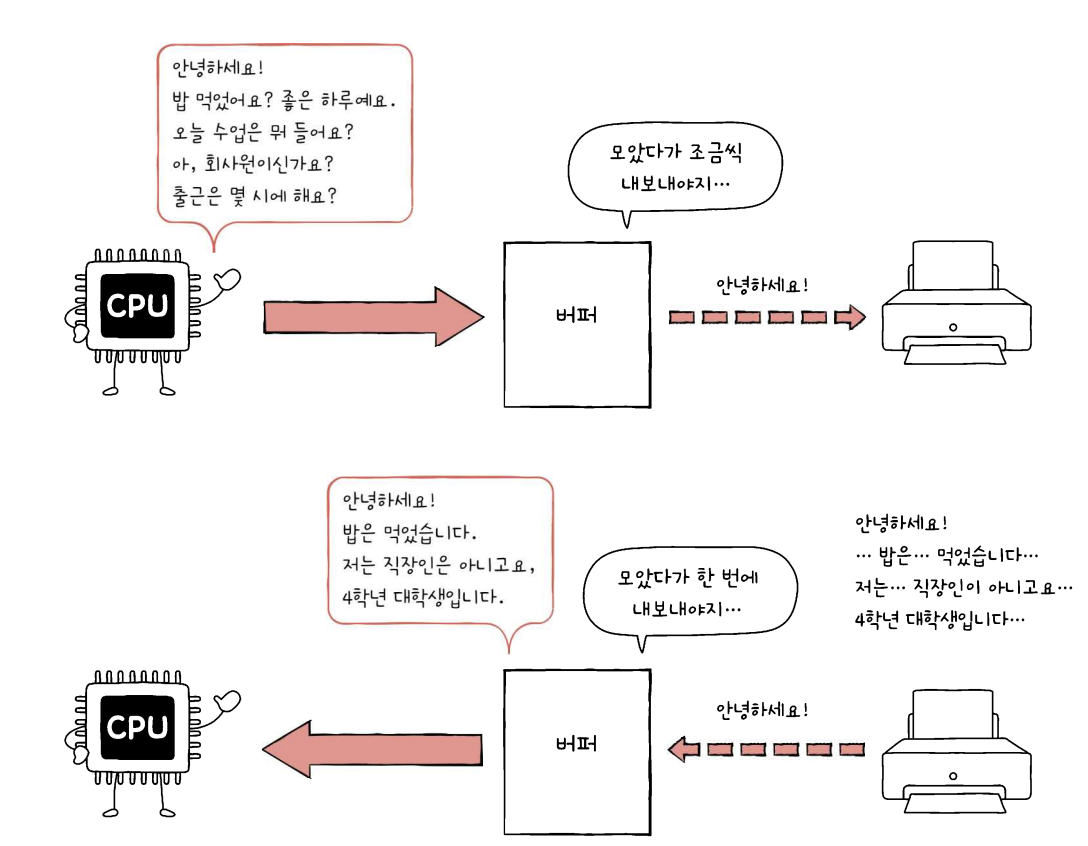 안녕하세요!
밥 먹었어요? 좋은 하루예요.
오늘 수업은 뭐 들어요?
아, 회사원이신가요?
출근은 몇 시에 해요?
모았다가 조금씩
내보내야지…
CPU
버퍼
안녕하세요!
안녕하세요!
밥은 먹었습니다.
저는 직장인은 아니고요,
4학년 대학생입니다.
모았다가 한 번에
내보내야지…
안녕하세요!
… 밥은… 먹었습니다…
저는… 직장인이 아니고요…
4학년 대학생입니다…
CPU
버퍼
안녕하세요!